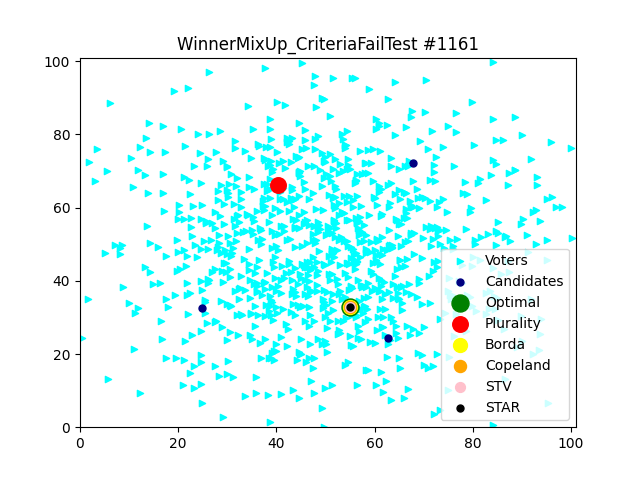 WinnerMixUp_CriteriaFailTest #1161
100
80
60
40
20
0
0 20 40 60 80 100
Voters
Candidates
Optimal
Plurality
Borda
Copeland
STV
STAR